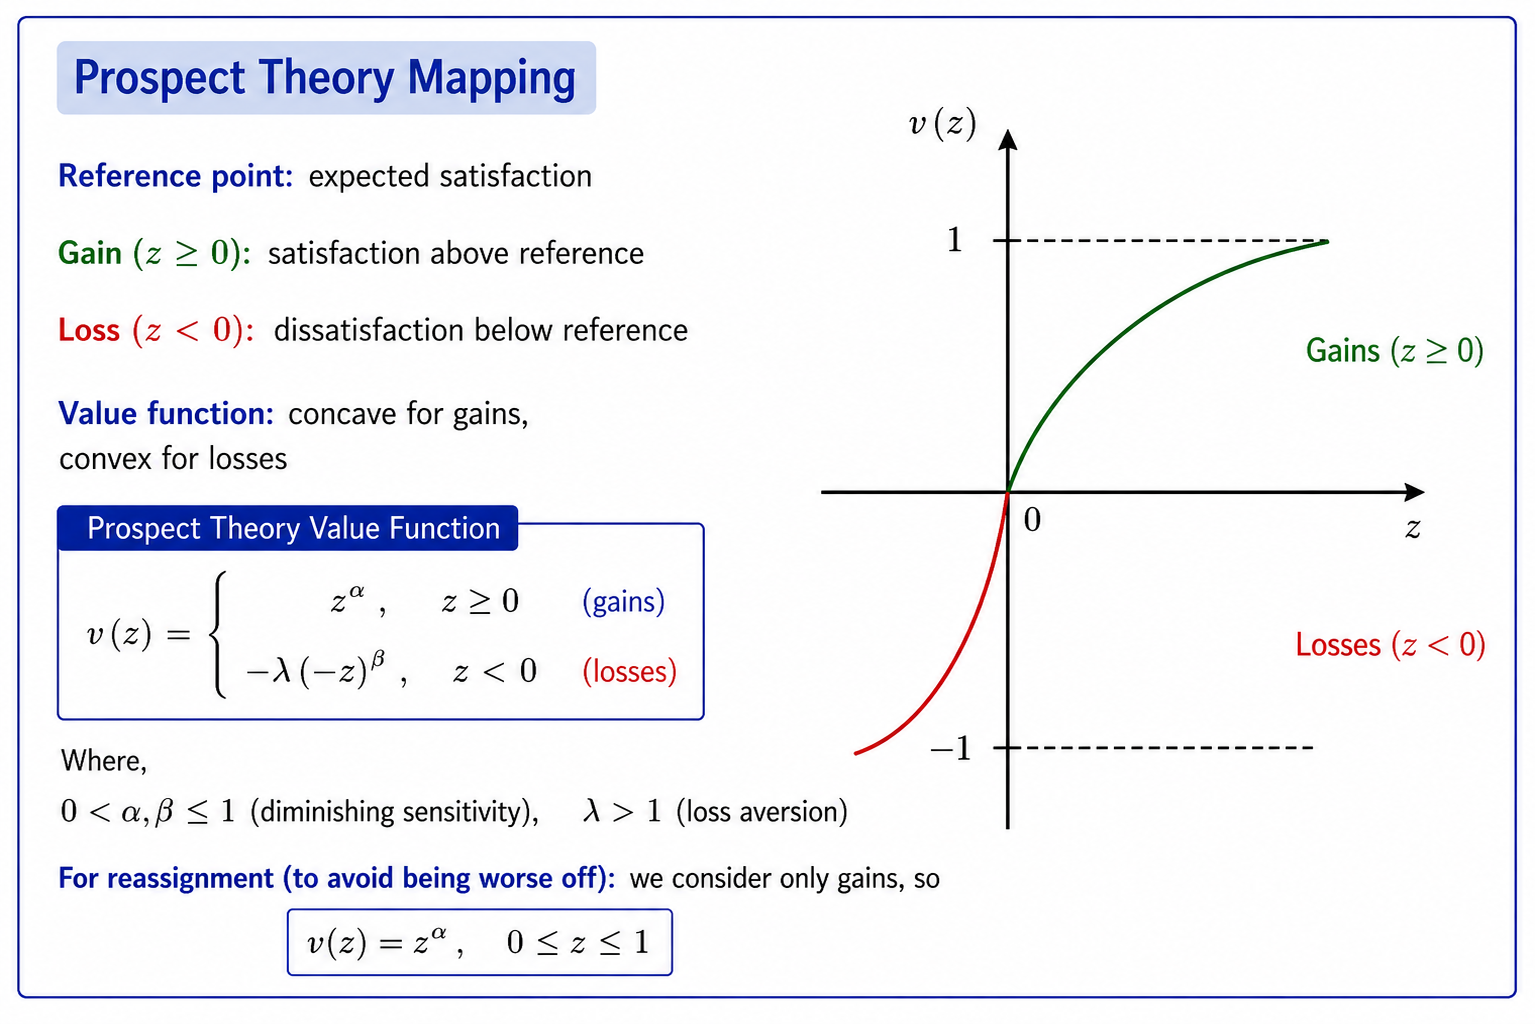 Prospect Theory Mapping
Reference point: expected satisfaction
Gain (z ≥ 0): satisfaction above reference
Loss (z < 0): dissatisfaction below reference
Value function: concave for gains,
convex for losses
Prospect Theory Value Function
v(z) = {
z^α , z ≥ 0 (gains)
−λ(−z)^β , z < 0 (losses)
Where,
0 < α, β ≤ 1 (diminishing sensitivity), λ > 1 (loss aversion)
For reassignment (to avoid being worse off): we consider only gains, so
v(z) = z^α , 0 ≤ z ≤ 1
v(z)
1
Gains (z ≥ 0)
0
z
Losses (z < 0)
−1